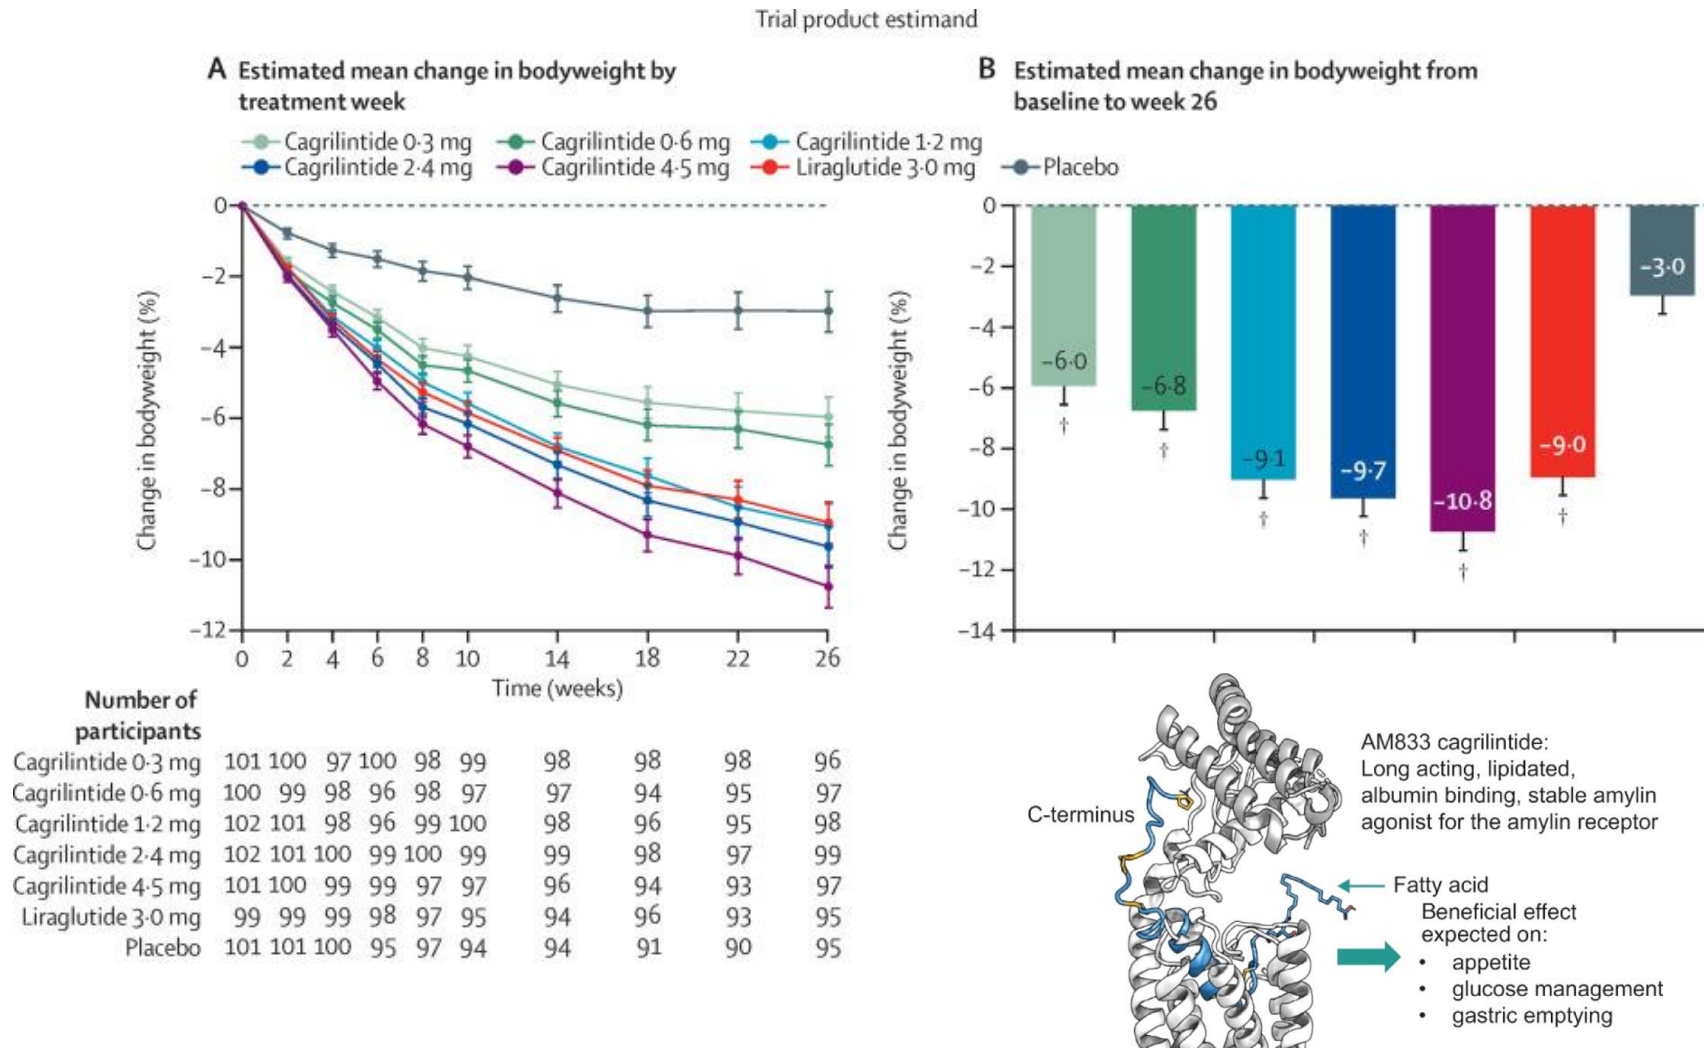 Trial product estimand
A Estimated mean change in bodyweight by
treatment week
Cagrilintide 0·3 mg Cagrilintide 0·6 mg Cagrilintide 1·2 mg
Cagrilintide 2·4 mg Cagrilintide 4·5 mg Liraglutide 3·0 mg Placebo
Change in bodyweight (%)
0
−2
−4
−6
−8
−10
−12
0 2 4 6 8 10 14 18 22 26
Time (weeks)
B Estimated mean change in bodyweight from
baseline to week 26
Change in bodyweight (%)
0
−2
−4
−6
−8
−10
−12
−14
−6·0
†
−6·8
†
−9·1
†
−9·7
†
−10·8
†
−9·0
†
−3·0
Number of
participants
Cagrilintide 0·3 mg 101 100 97 100 98 99 98 98 98 96
Cagrilintide 0·6 mg 100 99 98 96 98 97 97 94 95 97
Cagrilintide 1·2 mg 102 101 98 96 99 100 98 96 95 98
Cagrilintide 2·4 mg 102 101 100 99 100 99 99 98 97 99
Cagrilintide 4·5 mg 101 100 99 99 97 97 96 94 93 97
Liraglutide 3·0 mg 99 99 99 98 97 95 94 96 93 95
Placebo 101 101 100 95 97 94 94 91 90 95
C-terminus
AM833 cagrilintide:
Long acting, lipidated,
albumin binding, stable amylin
agonist for the amylin receptor
Fatty acid
Beneficial effect
expected on:
• appetite
• glucose management
• gastric emptying